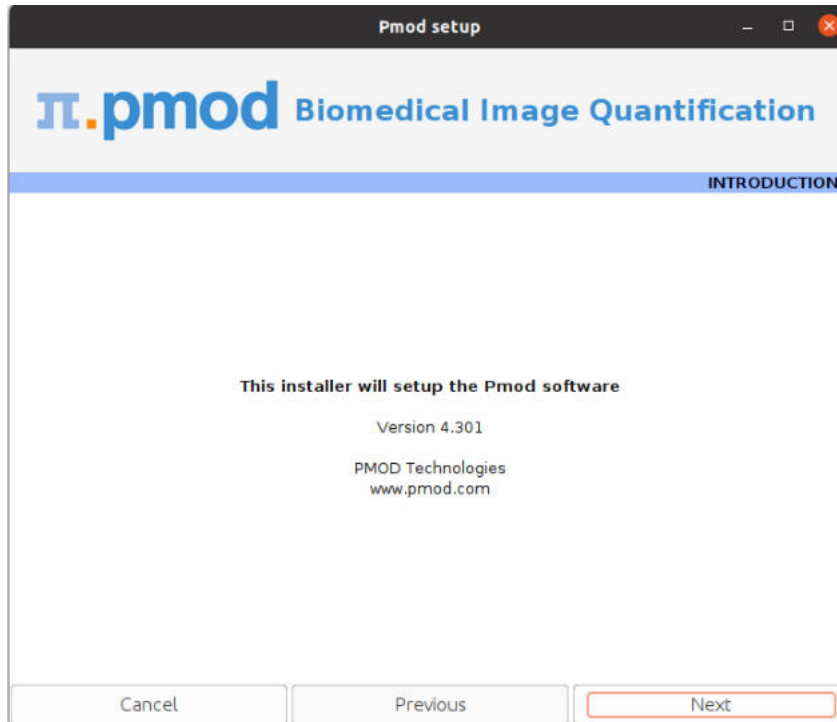 Pmod setup
π.pmod Biomedical Image Quantification
INTRODUCTION
This installer will setup the Pmod software
Version 4.301
PMOD Technologies
www.pmod.com
Cancel Previous Next